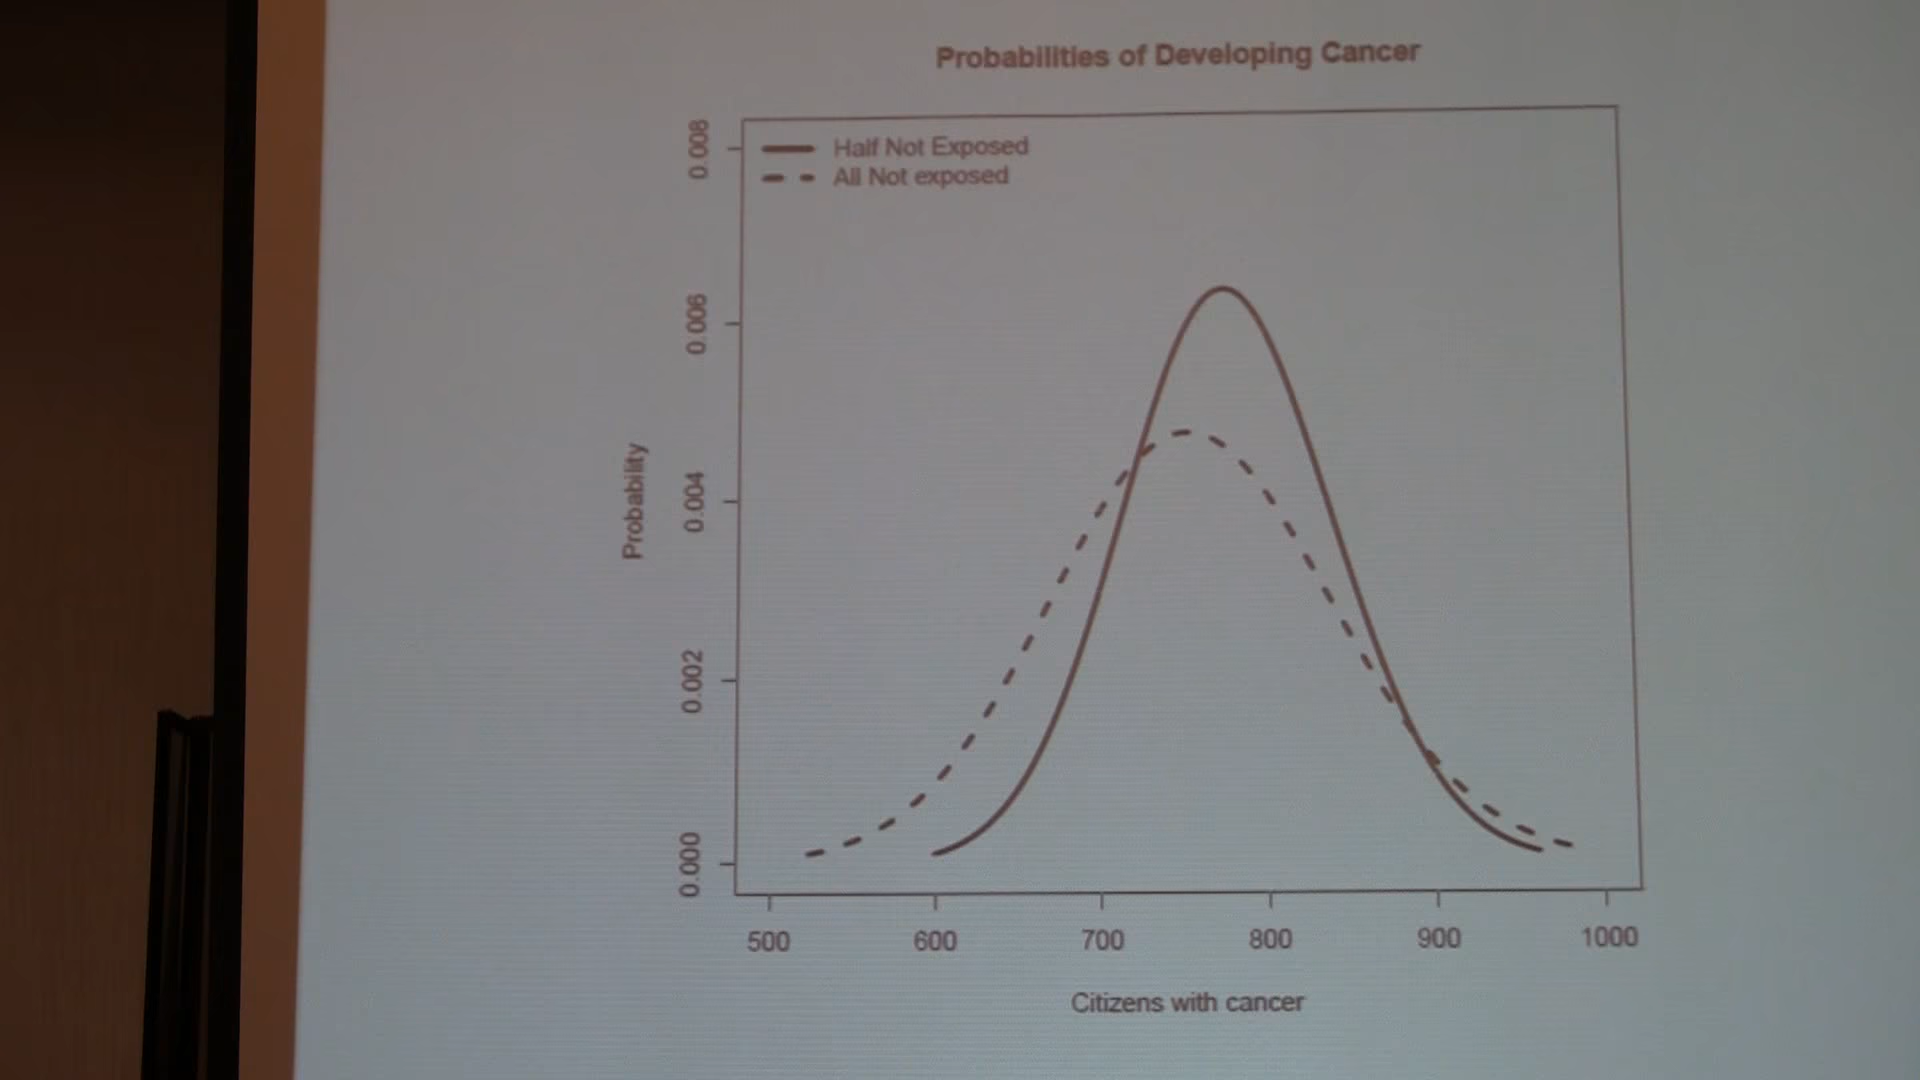 Probabilities of Developing Cancer
Half Not Exposed
All Not exposed
Probability
0.008
0.006
0.004
0.002
0.000
500 600 700 800 900 1000
Citizens with cancer